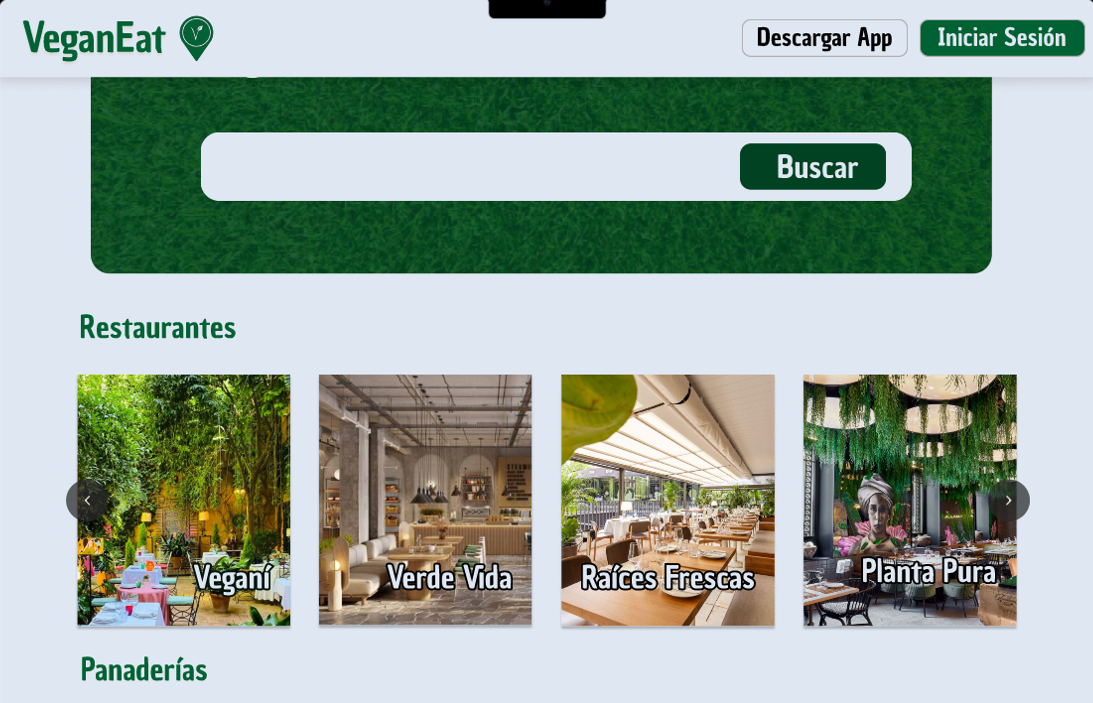 VeganEat
Descargar App
Iniciar Sesión
Buscar
Restaurantes
Veganí
Verde Vida
Raíces Frescas
Planta Pura
Panaderías